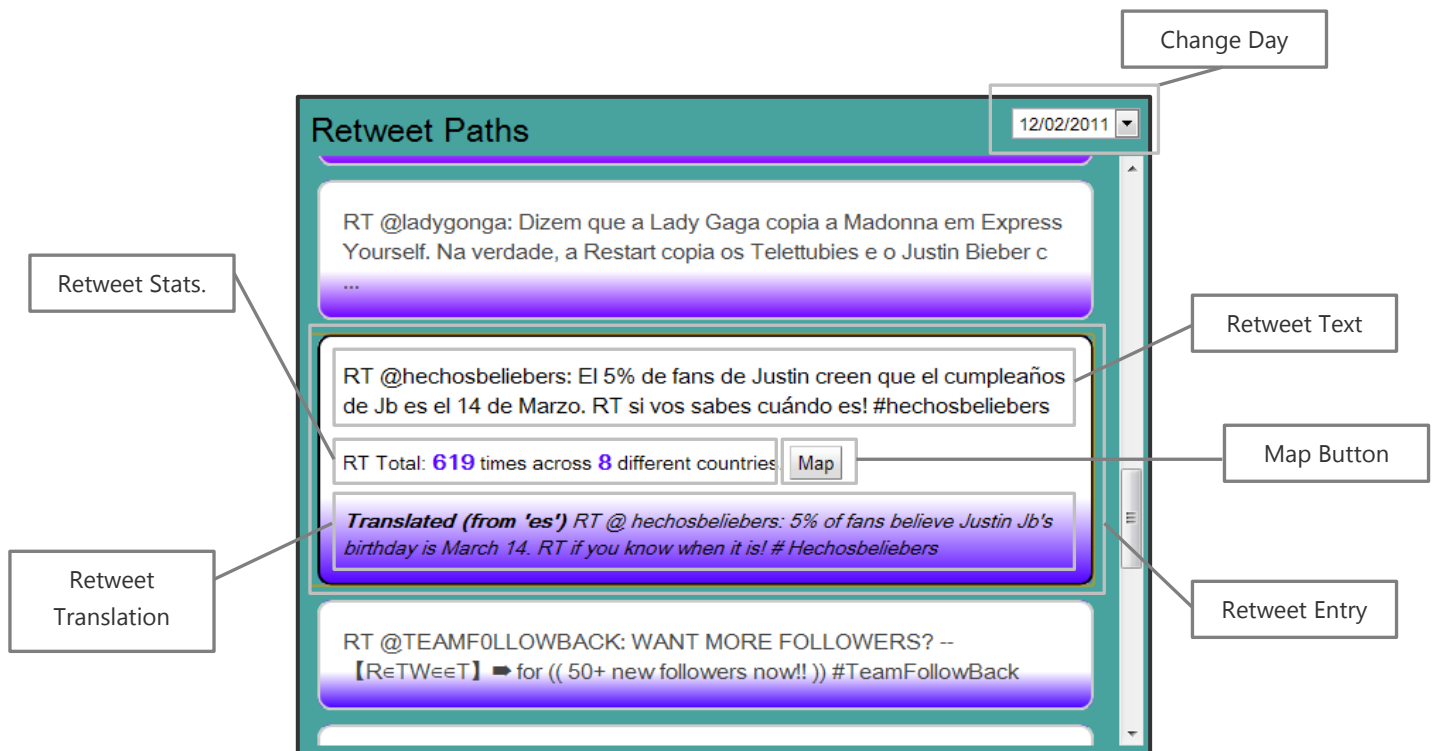 Change Day
Retweet Paths
12/02/2011
RT @ladygonga: Dizem que a Lady Gaga copia a Madonna em Express
Yourself. Na verdade, a Restart copia os Telettubies e o Justin Bieber c
...
Retweet Stats.
Retweet Text
RT @hechosbeliebers: El 5% de fans de Justin creen que el cumpleaños
de Jb es el 14 de Marzo. RT si vos sabes cuándo es! #hechosbeliebers
RT Total: 619 times across 8 different countries.
Map
Map Button
Translated (from 'es') RT @ hechosbeliebers: 5% of fans believe Justin Jb's
birthday is March 14. RT if you know when it is! # Hechosbeliebers
Retweet
Translation
Retweet Entry
RT @TEAMF0LLOWBACK: WANT MORE FOLLOWERS? --
【R∊TW∊∊T】➠ for (( 50+ new followers now!! )) #TeamFollowBack